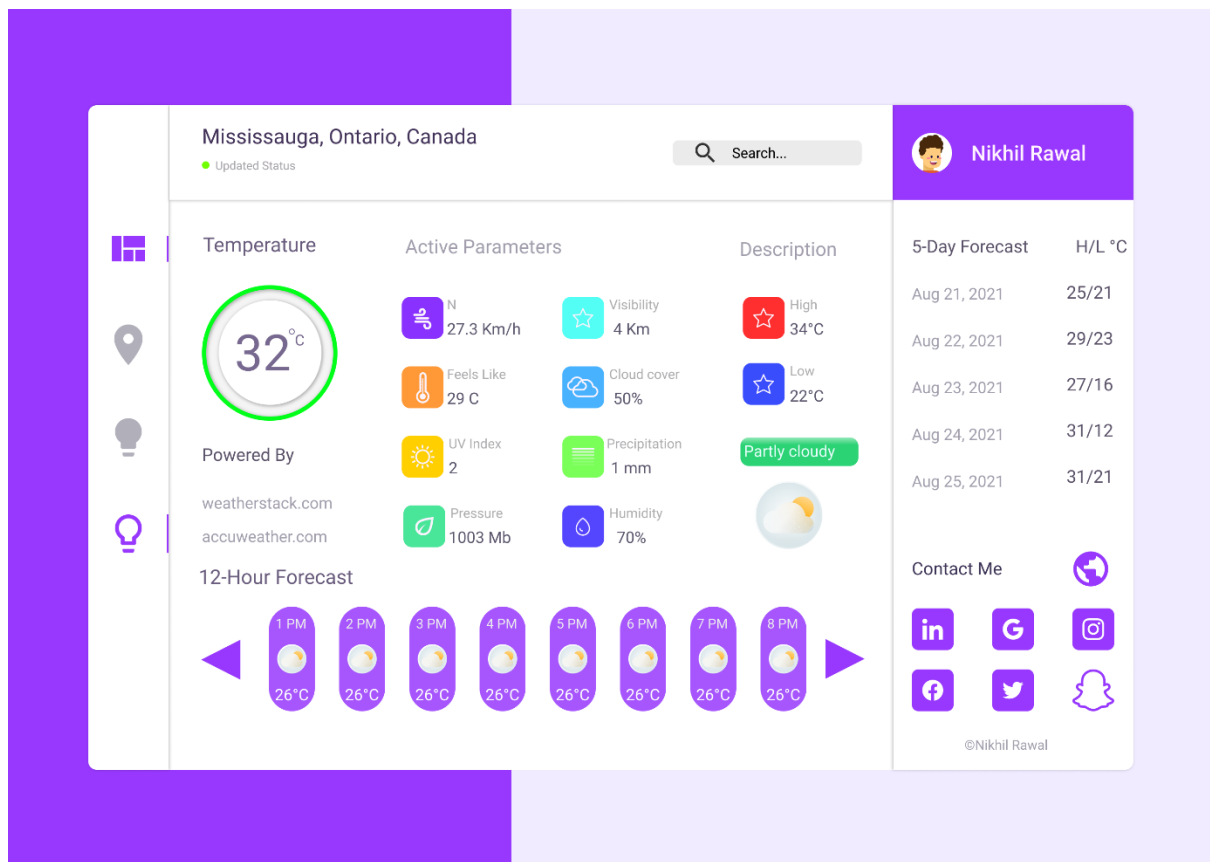 Mississauga, Ontario, Canada
Updated Status
Search...
Nikhil Rawal
Temperature
32°c
Powered By
weatherstack.com
accuweather.com
Active Parameters
N
27.3 Km/h
Visibility
4 Km
Feels Like
29 C
Cloud cover
50%
UV Index
2
Precipitation
1 mm
Pressure
1003 Mb
Humidity
70%
Description
High
34°C
Low
22°C
Partly cloudy
12-Hour Forecast
1 PM
26°C
2 PM
26°C
3 PM
26°C
4 PM
26°C
5 PM
26°C
6 PM
26°C
7 PM
26°C
8 PM
26°C
5-Day Forecast H/L °C
Aug 21, 2021 25/21
Aug 22, 2021 29/23
Aug 23, 2021 27/16
Aug 24, 2021 31/12
Aug 25, 2021 31/21
Contact Me
in G
©Nikhil Rawal